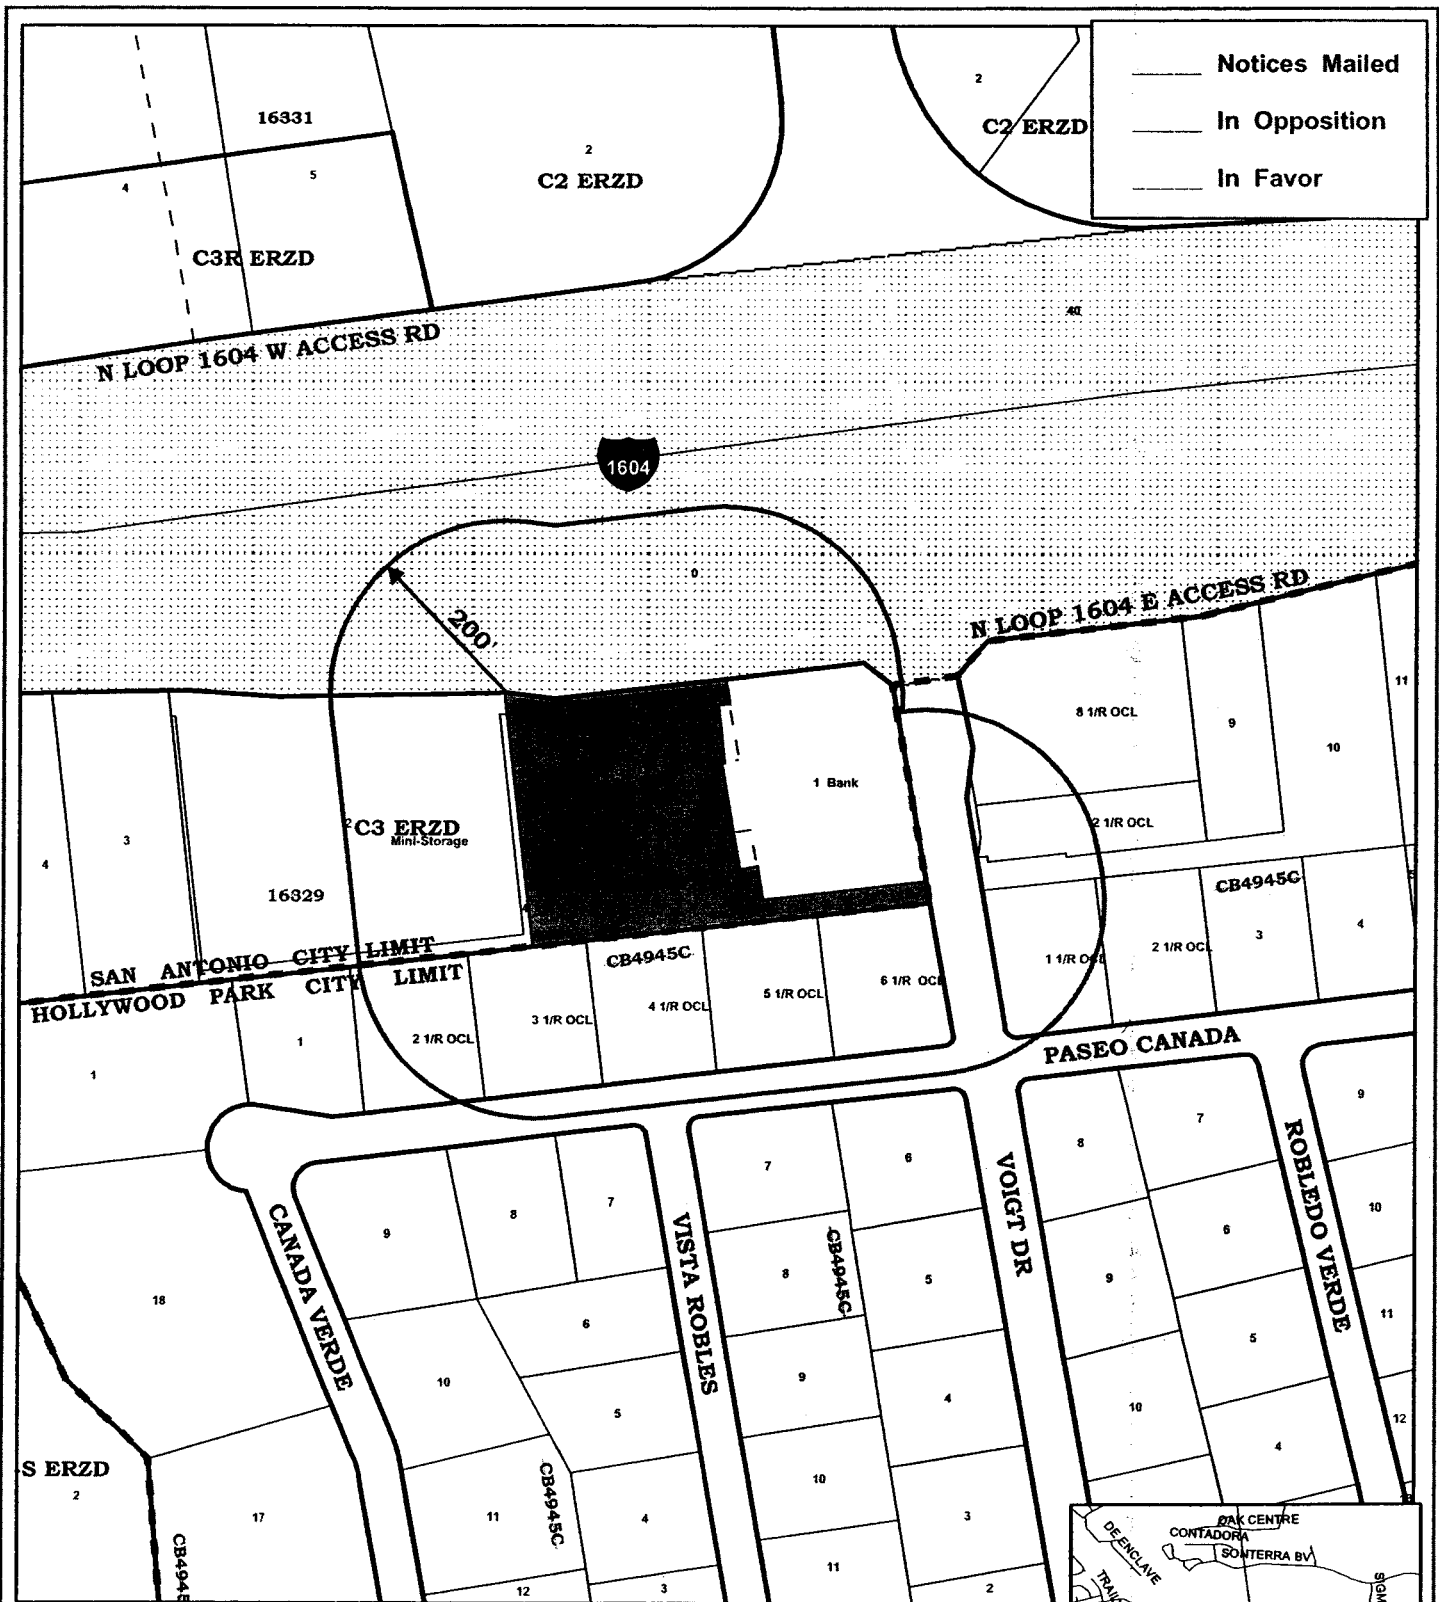 Notices Mailed
In Opposition
In Favor
16331
2
C2 ERZD
2
C2 ERZD
4
5
C3R ERZD
N LOOP 1604 W ACCESS RD
40
1604
0
200'
N LOOP 1604 E ACCESS RD
8 1/R OCL
9
10
11
1 Bank
2 1/R OCL
2
C3 ERZD
Mini-Storage
4
3
16329
CB4945C
SAN ANTONIO CITY LIMIT
HOLLYWOOD PARK CITY LIMIT
CB4945C
1
1
2 1/R OCL
3 1/R OCL
4 1/R OCL
5 1/R OCL
6 1/R OCL
1 1/R OCL
2 1/R OCL
3
4
PASEO CANADA
9
8
7
7
6
8
7
9
CANADA VERDE
VISTA ROBLES
VOIGT DR
ROBLEDO VERDE
18
6
8
CB4945C
5
9
6
10
10
5
9
4
10
5
11
4
12
S ERZD
2
17
CB4945
11
CB4945C
4
10
3
12
3
11
2
OAK CENTRE
CONTADORA
SONTERRA BV
DE ENCLAVE